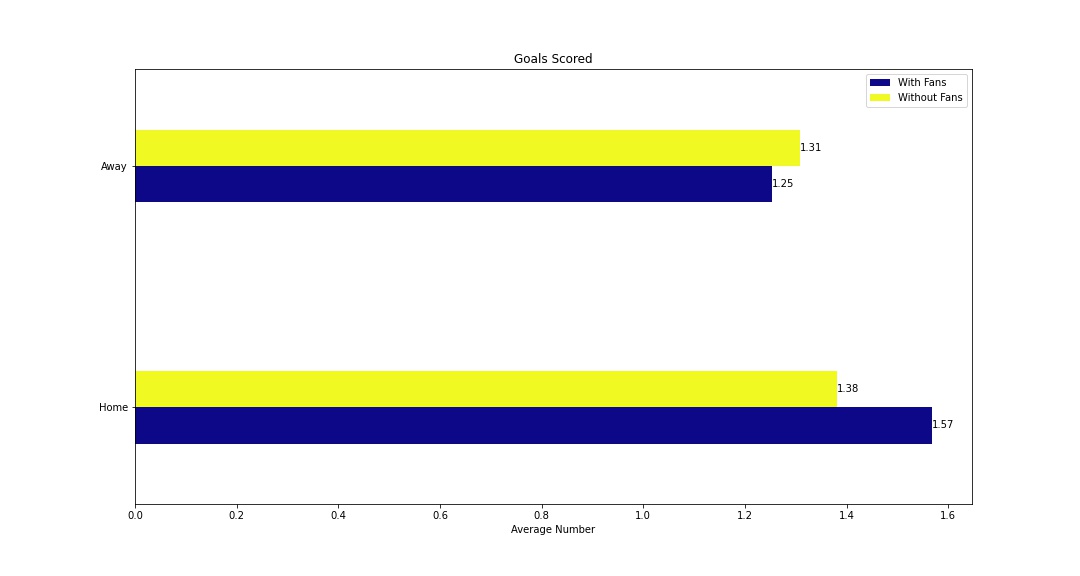 Goals Scored
With Fans
Without Fans
1.31
Away
1.25
1.38
Home
1.57
0.0 0.2 0.4 0.6 0.8 1.0 1.2 1.4 1.6
Average Number